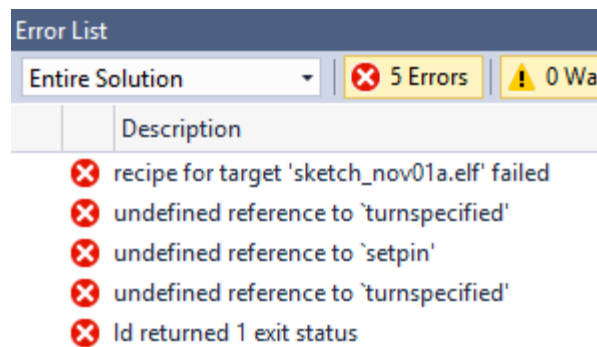 Error List
Entire Solution
5 Errors
0 Wa
Description
recipe for target 'sketch_nov01a.elf' failed
undefined reference to `turnspecified'
undefined reference to `setpin'
undefined reference to `turnspecified'
ld returned 1 exit status